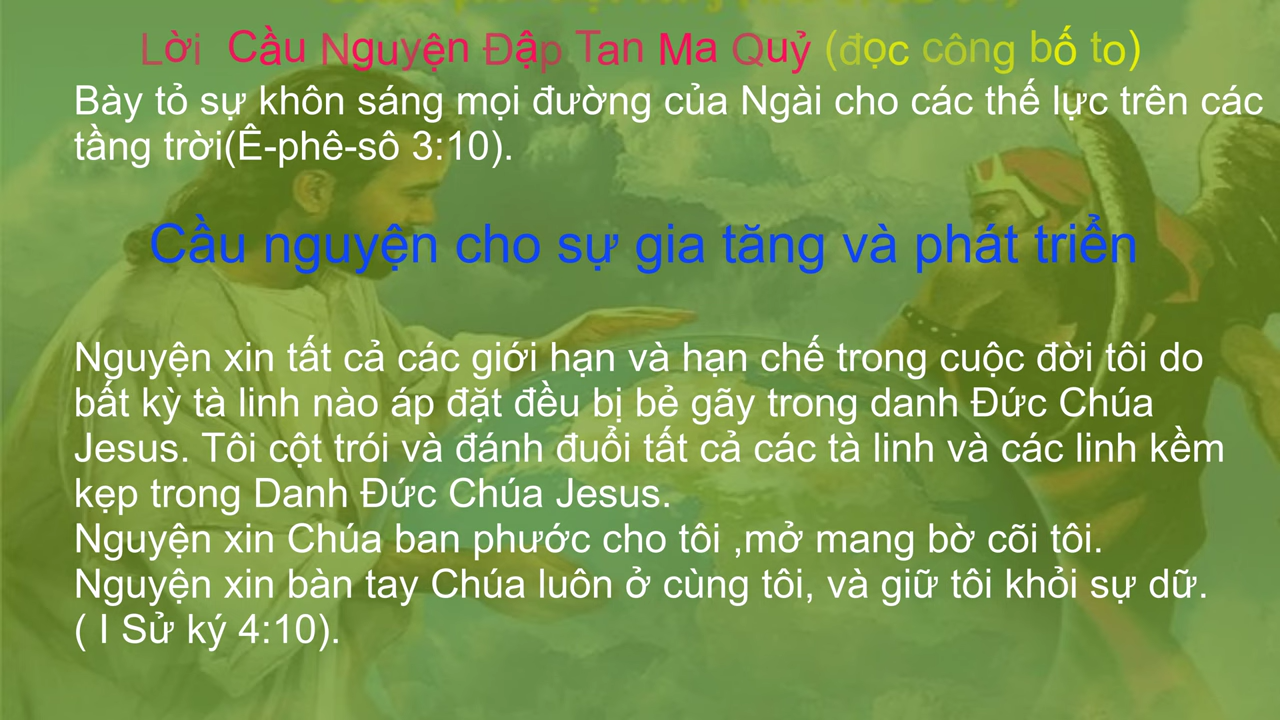 Lời Cầu Nguyện Đập Tan Ma Quỷ (đọc công bố to)
Bày tỏ sự khôn sáng mọi đường của Ngài cho các thế lực trên các
tầng trời(Ê-phê-sô 3:10).
Cầu nguyện cho sự gia tăng và phát triển
Nguyện xin tất cả các giới hạn và hạn chế trong cuộc đời tôi do
bất kỳ tà linh nào áp đặt đều bị bẻ gãy trong danh Đức Chúa
Jesus. Tôi cột trói và đánh đuổi tất cả các tà linh và các linh kềm
kẹp trong Danh Đức Chúa Jesus.
Nguyện xin Chúa ban phước cho tôi ,mở mang bờ cõi tôi.
Nguyện xin bàn tay Chúa luôn ở cùng tôi, và giữ tôi khỏi sự dữ.
( I Sử ký 4:10).